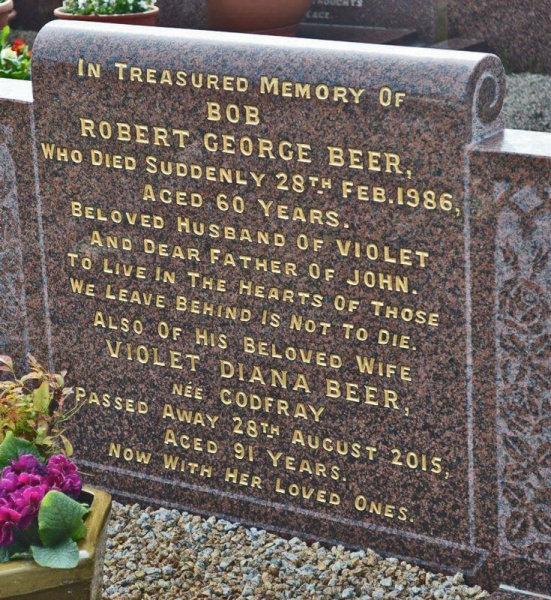 In Treasured Memory Of
BOB
ROBERT GEORGE BEER,
Who Died Suddenly 28TH Feb. 1986,
Aged 60 Years.
Beloved Husband Of VIOLET
And Dear Father Of JOHN.
To Live In The Hearts Of Those
We Leave Behind Is Not To Die.
Also Of His Beloved Wife
VIOLET DIANA BEER,
née GODFRAY
Passed Away 28TH August 2015,
Aged 91 Years.
Now With Her Loved Ones.